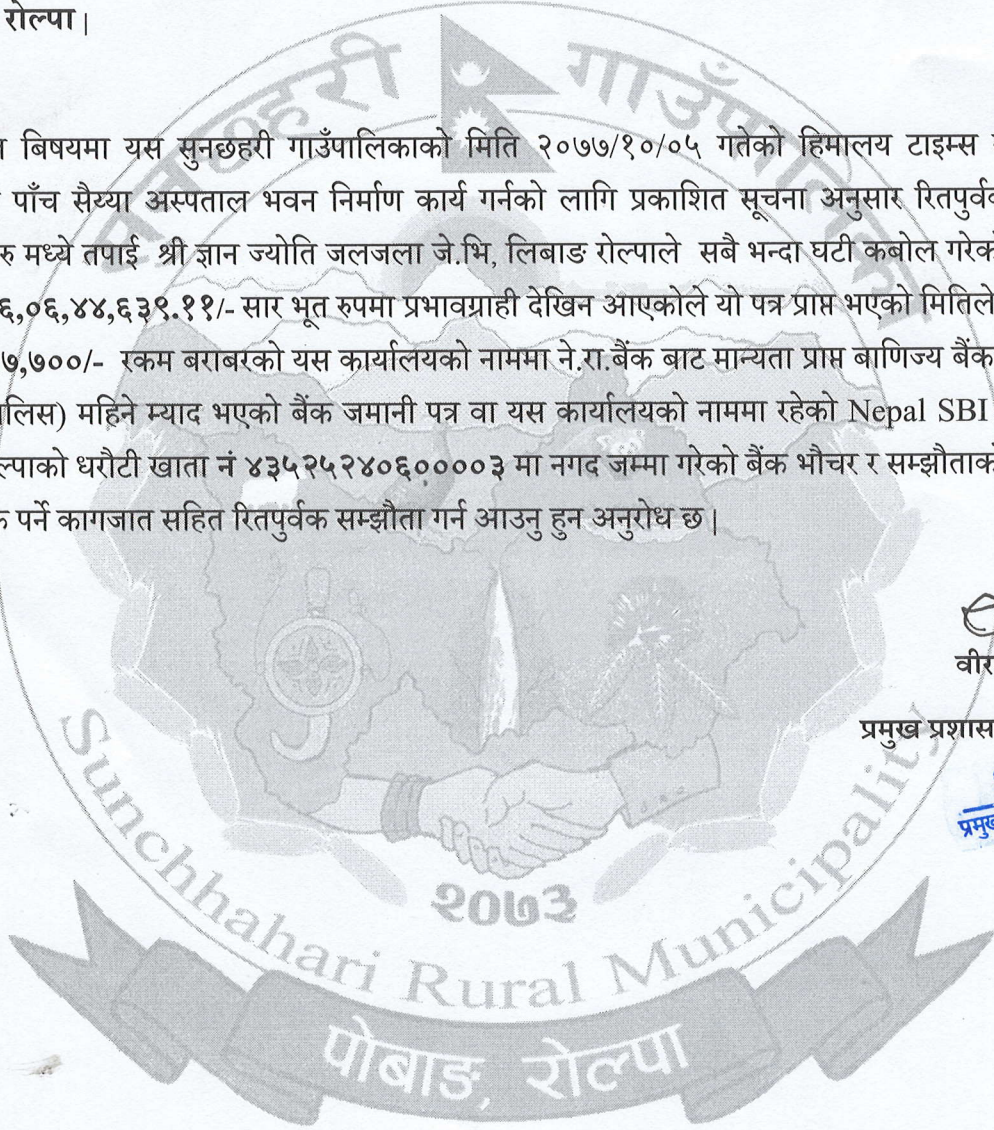 रोल्पा |
बिषयमा यस सुनछहरी गाउँपालिकाको मिति २०७७/१०/०५ गतेको हिमालय टाइम्स
पाँच सैय्या अस्पताल भवन निर्माण कार्य गर्नको लागि प्रकाशित सूचना अनुसार रितपुर्व
रु मध्ये तपाई श्री ज्ञान ज्योति जलजला जे.भि, लिबाङ रोल्पाले सबै भन्दा घटी कबोल गरेको
६,०६,४४,६३९.११/- सार भूत रुपमा प्रभावग्राही देखिन आएकोले यो पत्र प्राप्त भएको मितिले
७,७००/- रकम बराबरको यस कार्यालयको नाममा ने.रा.बैंक बाट मान्यता प्राप्त बाणिज्य बैंक
लिस) महिने म्याद भएको बैंक जमानी पत्र वा यस कार्यालयको नाममा रहेको Nepal SBI
ल्पाको धरौटी खाता नं ४३५२५२४०६००००३ मा नगद जम्मा गरेको बैंक भौचर र सम्झौताको
क पर्ने कागजात सहित रितपुर्वक सम्झौता गर्न आउनु हुन अनुरोध छ |
वीर
प्रमुख प्रशास
प्रमुख
सुनछहरी गाउँपालिका
२०७३
Sunchhahari Rural Municipality
पोबाङ, रोल्पा